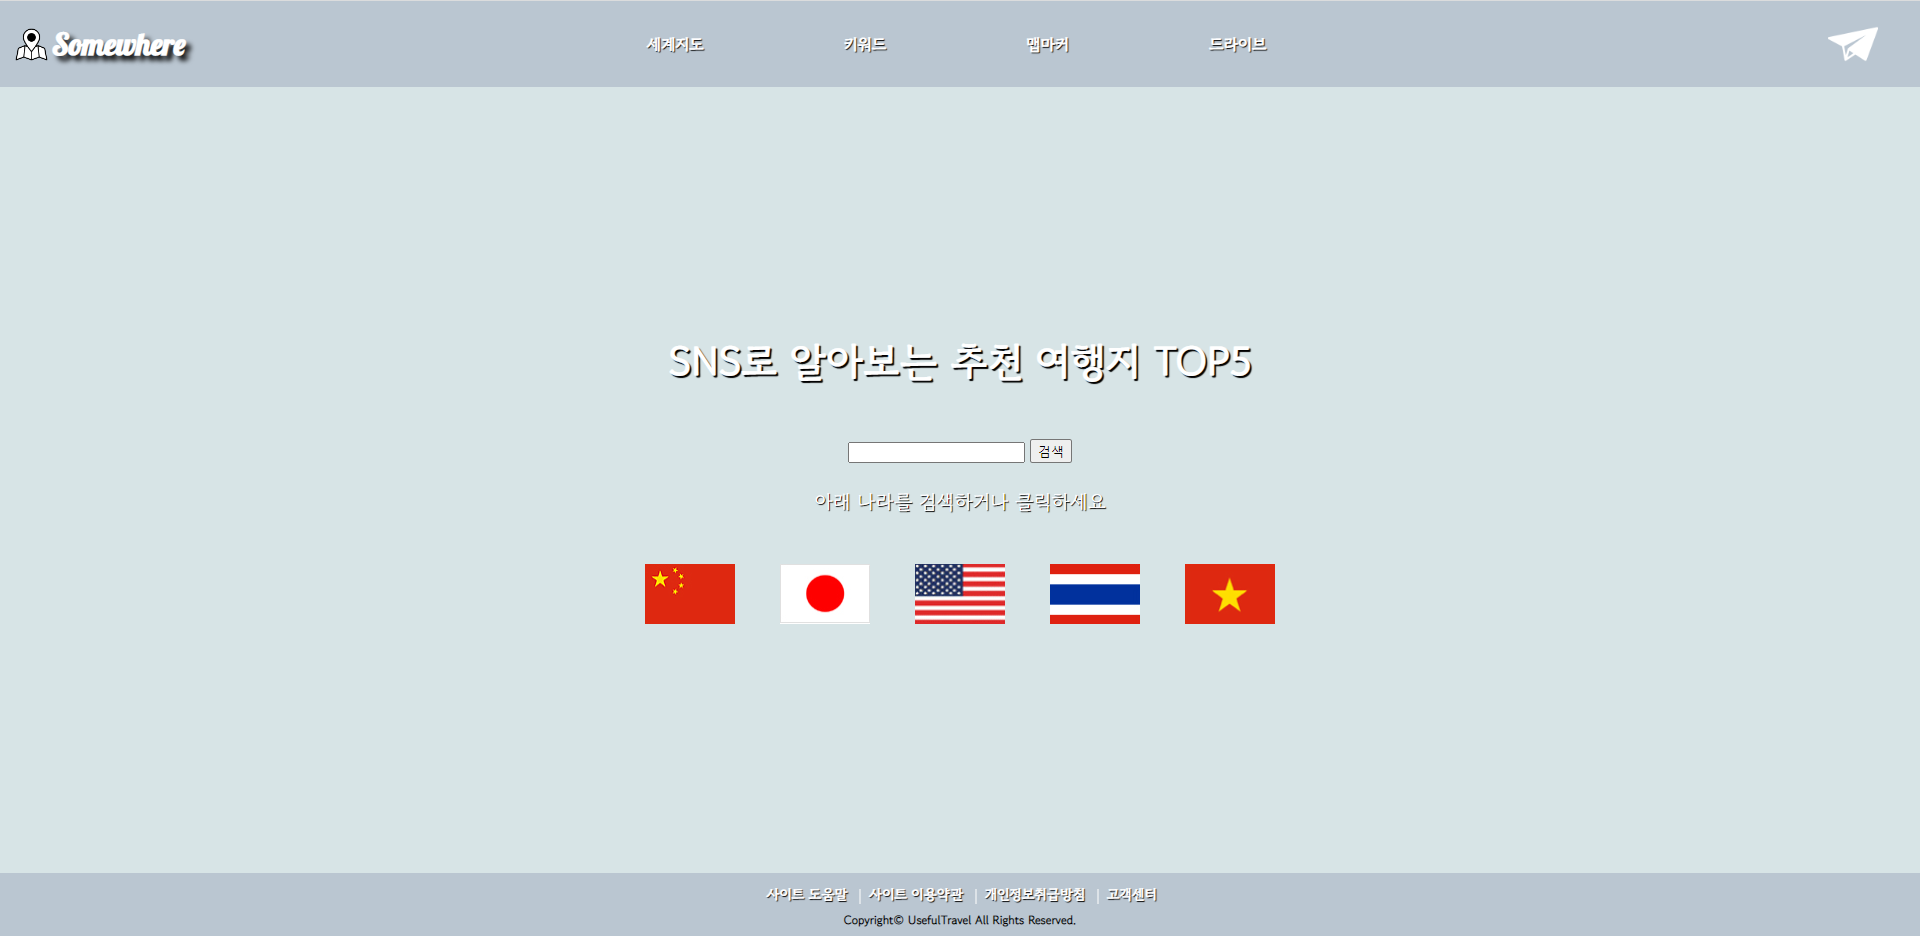 Somewhere
세계지도 키워드 맵마커 드라이브
SNS로 알아보는 추천 여행지 TOP5
검색
아래 나라를 검색하거나 클릭하세요
사이트 도움말 | 사이트 이용약관 | 개인정보취급방침 | 고객센터
Copyright© UsefulTravel All Rights Reserved.